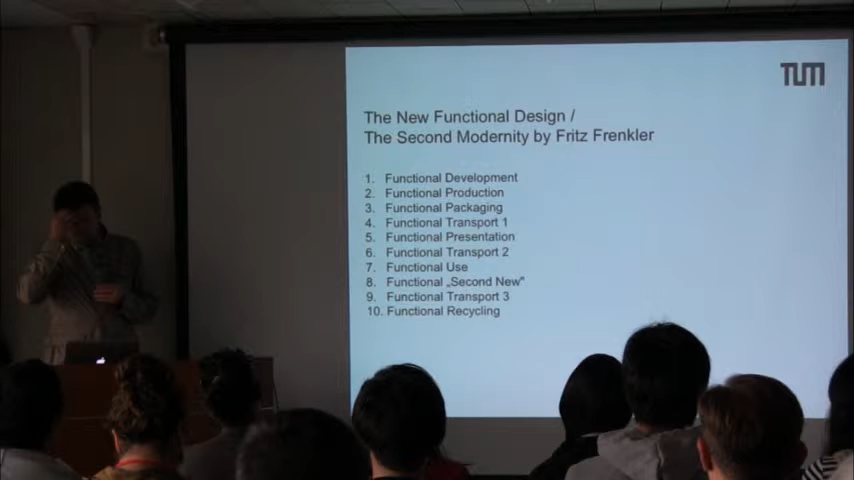 TUM
The New Functional Design /
The Second Modernity by Fritz Frenkler
1. Functional Development
2. Functional Production
3. Functional Packaging
4. Functional Transport 1
5. Functional Presentation
6. Functional Transport 2
7. Functional Use
8. Functional „Second New"
9. Functional Transport 3
10. Functional Recycling